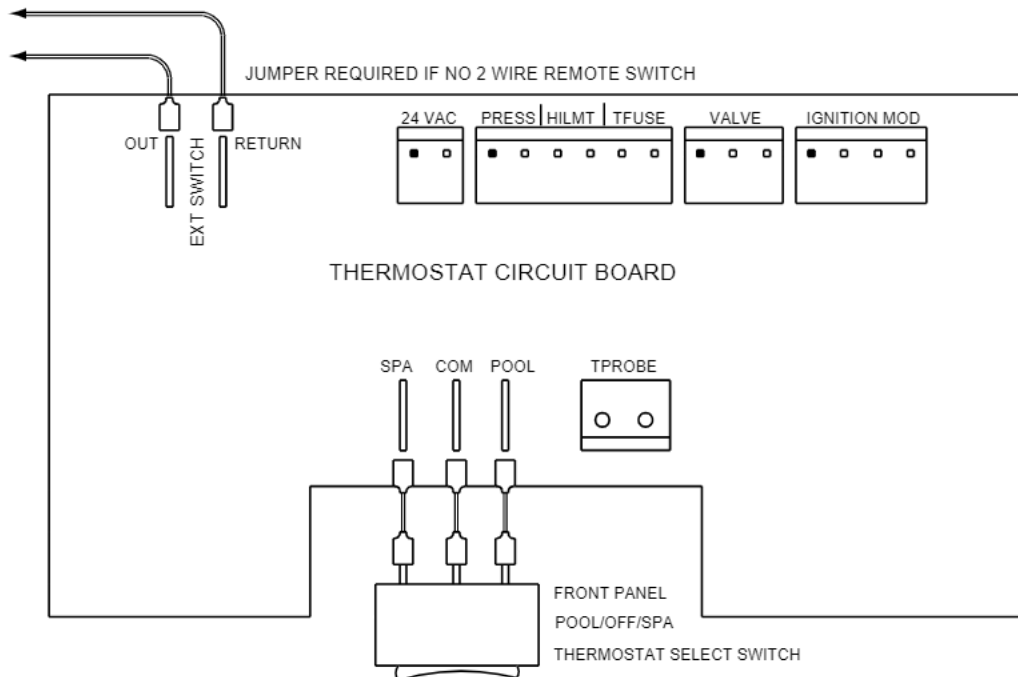 JUMPER REQUIRED IF NO 2 WIRE REMOTE SWITCH
OUT
EXT SWITCH
RETURN
24 VAC
PRESS
HILMT
TFUSE
VALVE
IGNITION MOD
THERMOSTAT CIRCUIT BOARD
SPA
COM
POOL
TPROBE
FRONT PANEL
POOL/OFF/SPA
THERMOSTAT SELECT SWITCH